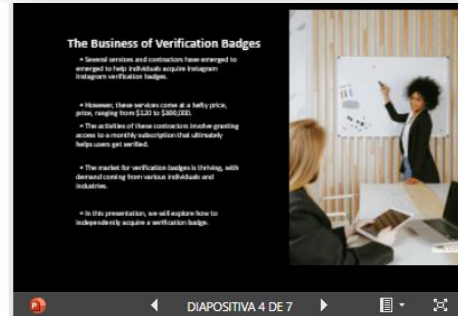 The Business of Verification Badges
• Several services and contractors have emerged to
emerged to help individuals acquire Instagram
Instagram verification badges.
• However, these services come at a hefty price,
price, ranging from $120 to $300,000.
• The activities of these contractors involve granting
access to a monthly subscription that ultimately
helps users get verified.
• The market for verification badges is thriving, with
demand coming from various individuals and
industries.
• In this presentation, we will explore how to
independently acquire a verification badge.
DIAPOSITIVA 4 DE 7